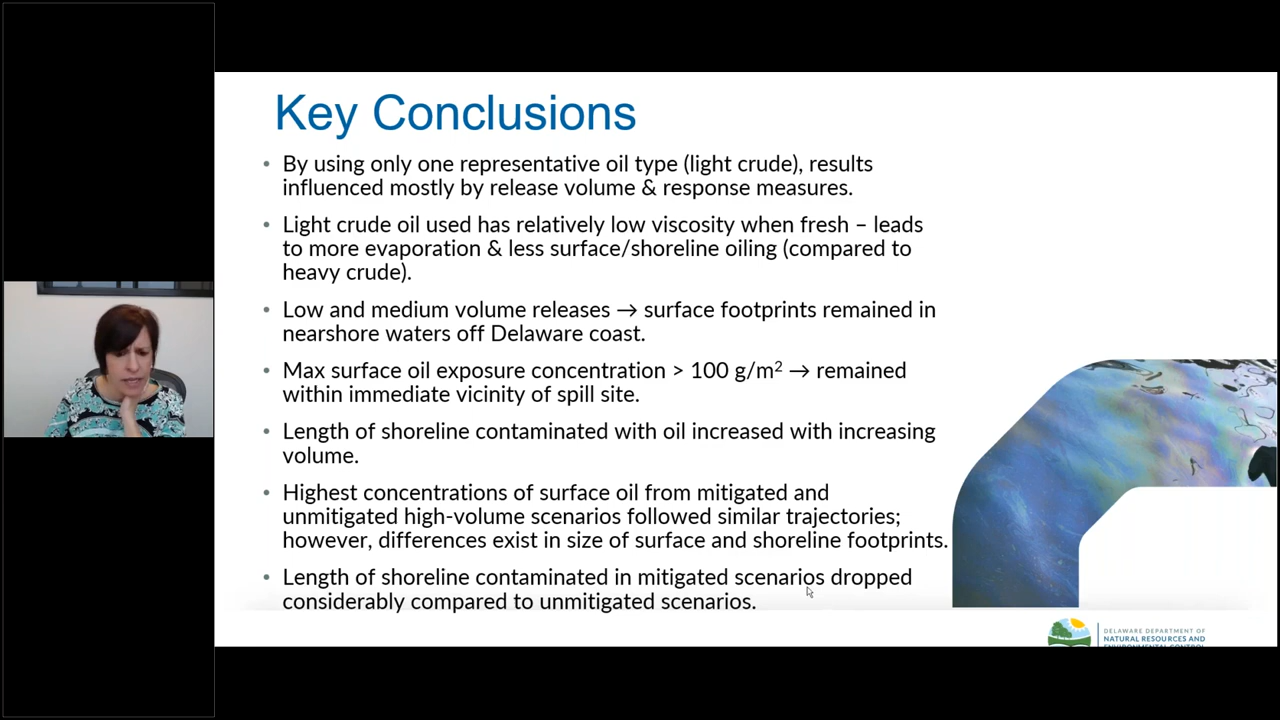 Key Conclusions
• By using only one representative oil type (light crude), results
influenced mostly by release volume & response measures.
• Light crude oil used has relatively low viscosity when fresh – leads
to more evaporation & less surface/shoreline oiling (compared to
heavy crude).
• Low and medium volume releases → surface footprints remained in
nearshore waters off Delaware coast.
• Max surface oil exposure concentration > 100 g/m² → remained
within immediate vicinity of spill site.
• Length of shoreline contaminated with oil increased with increasing
volume.
• Highest concentrations of surface oil from mitigated and
unmitigated high-volume scenarios followed similar trajectories;
however, differences exist in size of surface and shoreline footprints.
• Length of shoreline contaminated in mitigated scenarios dropped
considerably compared to unmitigated scenarios.
DELAWARE DEPARTMENT OF
NATURAL RESOURCES AND
ENVIRONMENTAL CONTROL